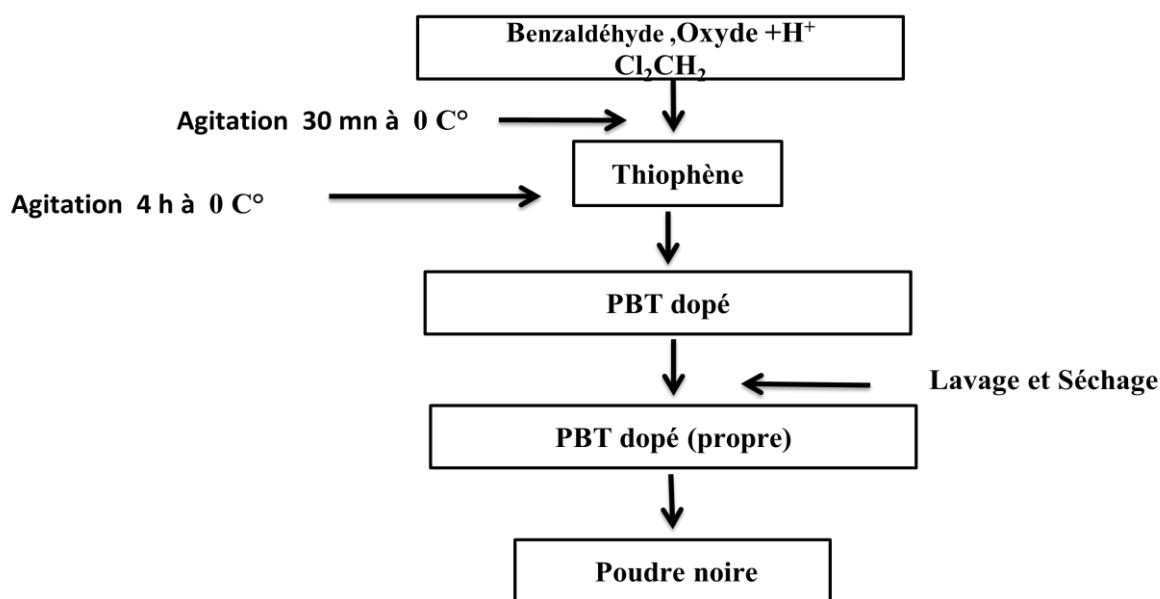 Benzaldéhyde ,Oxyde +H⁺
Cl₂CH₂
Agitation 30 mn à 0 C°
Thiophène
Agitation 4 h à 0 C°
PBT dopé
Lavage et Séchage
PBT dopé (propre)
Poudre noire